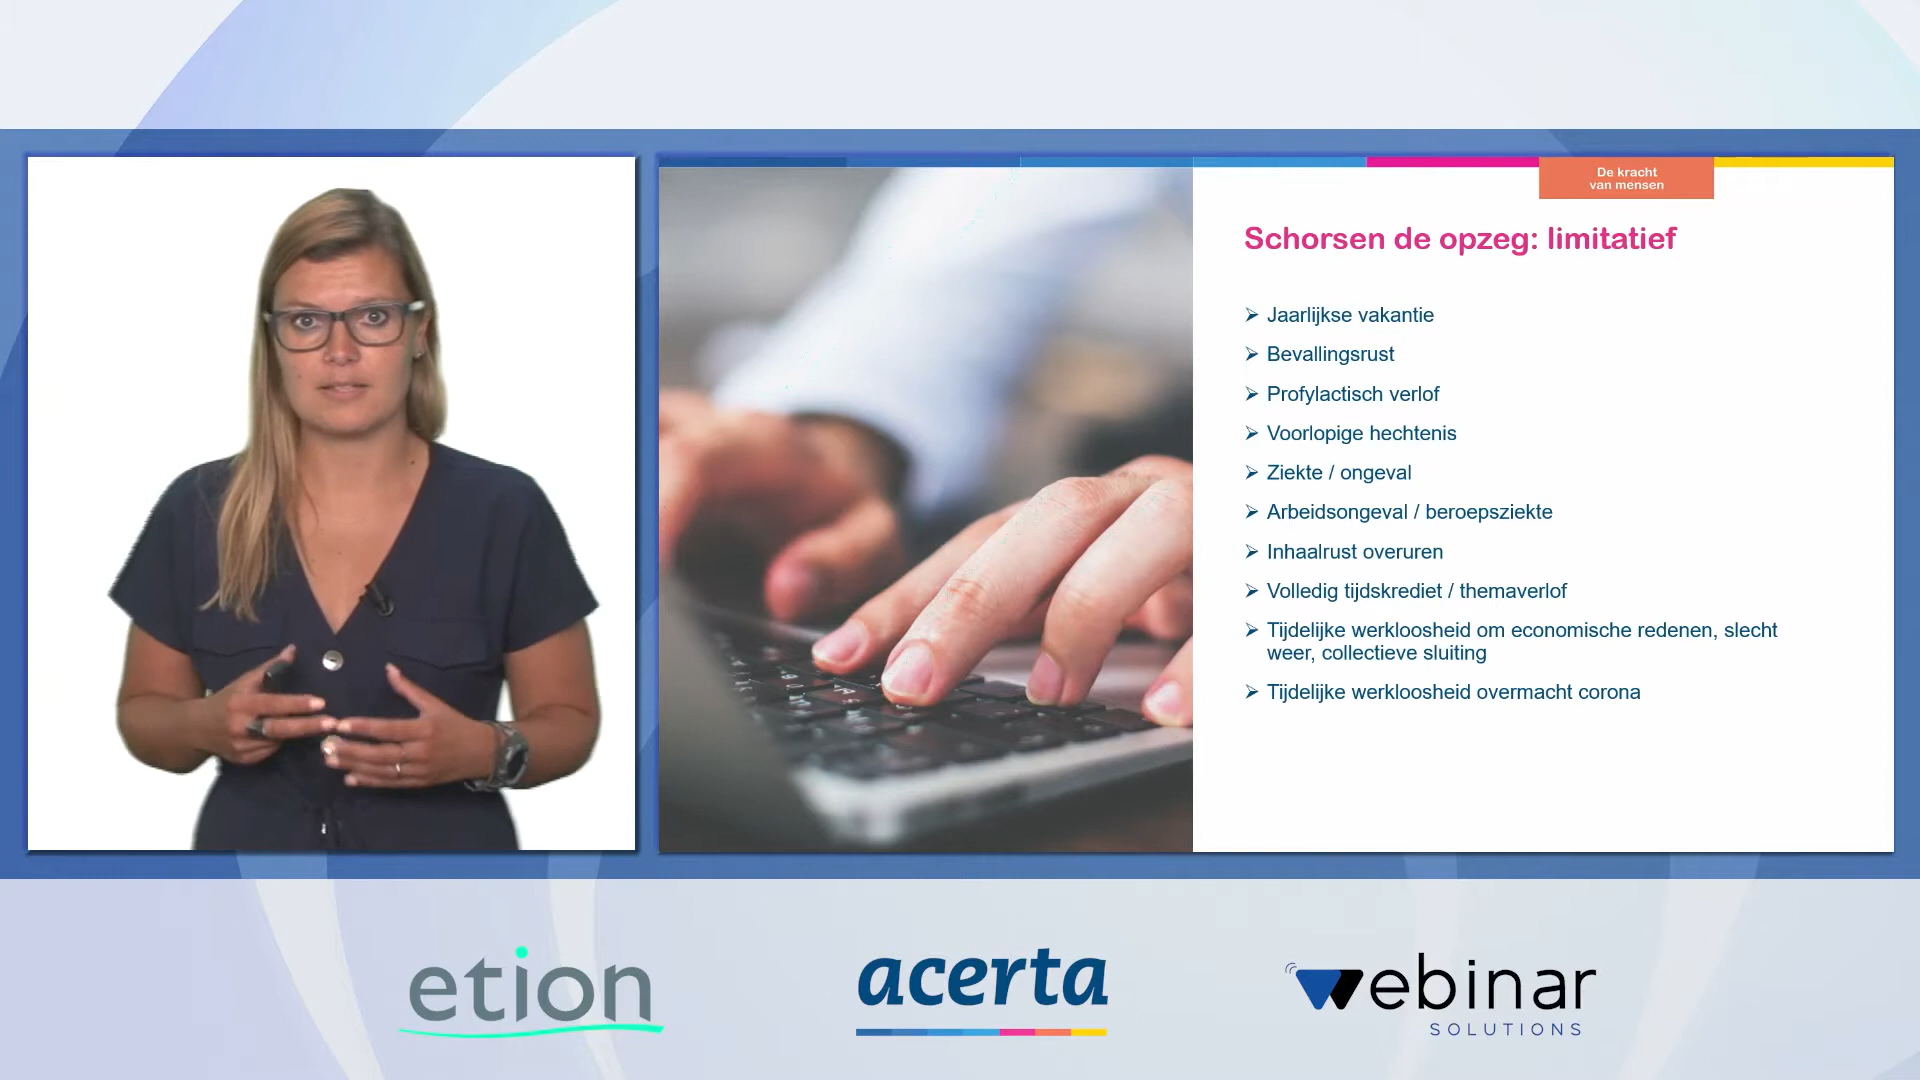 De kracht
van mensen
Schorsen de opzeg: limitatief
➢ Jaarlijkse vakantie
➢ Bevallingsrust
➢ Profylactisch verlof
➢ Voorlopige hechtenis
➢ Ziekte / ongeval
➢ Arbeidsongeval / beroepsziekte
➢ Inhaalrust overuren
➢ Volledig tijdskrediet / themaverlof
➢ Tijdelijke werkloosheid om economische redenen, slecht
weer, collectieve sluiting
➢ Tijdelijke werkloosheid overmacht corona
etion
acerta
Webinar
SOLUTIONS